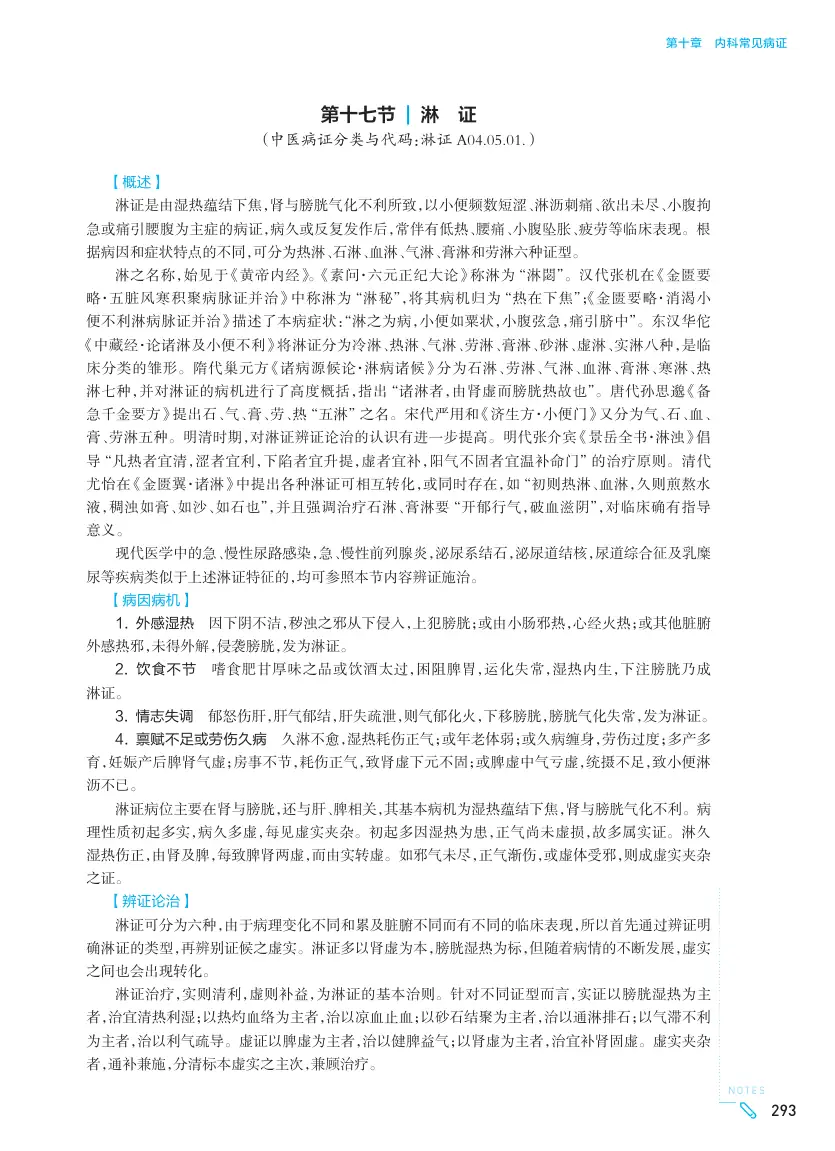 第十章　内科常见病证
第十七节 | 淋　证
（中医病证分类与代码:淋证 A04.05.01.）
【概述】
淋证是由湿热蕴结下焦,肾与膀胱气化不利所致,以小便频数短涩、淋沥刺痛、欲出未尽、小腹拘
急或痛引腰腹为主症的病证,病久或反复发作后,常伴有低热、腰痛、小腹坠胀、疲劳等临床表现。根
据病因和症状特点的不同,可分为热淋、石淋、血淋、气淋、膏淋和劳淋六种证型。
淋之名称,始见于《黄帝内经》。《素问·六元正纪大论》称淋为“淋閟”。汉代张机在《金匮要
略·五脏风寒积聚病脉证并治》中称淋为“淋秘”,将其病机归为“热在下焦”;《金匮要略·消渴小
便不利淋病脉证并治》描述了本病症状:“淋之为病,小便如粟状,小腹弦急,痛引脐中”。东汉华佗
《中藏经·论诸淋及小便不利》将淋证分为冷淋、热淋、气淋、劳淋、膏淋、砂淋、虚淋、实淋八种,是临
床分类的雏形。隋代巢元方《诸病源候论·淋病诸候》分为石淋、劳淋、气淋、血淋、膏淋、寒淋、热
淋七种,并对淋证的病机进行了高度概括,指出“诸淋者,由肾虚而膀胱热故也”。唐代孙思邈《备
急千金要方》提出石、气、膏、劳、热“五淋”之名。宋代严用和《济生方·小便门》又分为气、石、血、
膏、劳淋五种。明清时期,对淋证辨证论治的认识有进一步提高。明代张介宾《景岳全书·淋浊》倡
导“凡热者宜清,涩者宜利,下陷者宜升提,虚者宜补,阳气不固者宜温补命门”的治疗原则。清代
尤怡在《金匮翼·诸淋》中提出各种淋证可相互转化,或同时存在,如“初则热淋、血淋,久则煎熬水
液,稠浊如膏、如沙、如石也”,并且强调治疗石淋、膏淋要“开郁行气,破血滋阴”,对临床确有指导
意义。
现代医学中的急、慢性尿路感染,急、慢性前列腺炎,泌尿系结石,泌尿道结核,尿道综合征及乳糜
尿等疾病类似于上述淋证特征的,均可参照本节内容辨证施治。
【病因病机】
1. 外感湿热　因下阴不洁,秽浊之邪从下侵入,上犯膀胱;或由小肠邪热,心经火热;或其他脏腑
外感热邪,未得外解,侵袭膀胱,发为淋证。
2. 饮食不节　嗜食肥甘厚味之品或饮酒太过,困阻脾胃,运化失常,湿热内生,下注膀胱乃成
淋证。
3. 情志失调　郁怒伤肝,肝气郁结,肝失疏泄,则气郁化火,下移膀胱,膀胱气化失常,发为淋证。
4. 禀赋不足或劳伤久病　久淋不愈,湿热耗伤正气;或年老体弱;或久病缠身,劳伤过度;多产多
育,妊娠产后脾肾气虚;房事不节,耗伤正气,致肾虚下元不固;或脾虚中气亏虚,统摄不足,致小便淋
沥不已。
淋证病位主要在肾与膀胱,还与肝、脾相关,其基本病机为湿热蕴结下焦,肾与膀胱气化不利。病
理性质初起多实,病久多虚,每见虚实夹杂。初起多因湿热为患,正气尚未虚损,故多属实证。淋久
湿热伤正,由肾及脾,每致脾肾两虚,而由实转虚。如邪气未尽,正气渐伤,或虚体受邪,则成虚实夹杂
之证。
【辨证论治】
淋证可分为六种,由于病理变化不同和累及脏腑不同而有不同的临床表现,所以首先通过辨证明
确淋证的类型,再辨别证候之虚实。淋证多以肾虚为本,膀胱湿热为标,但随着病情的不断发展,虚实
之间也会出现转化。
淋证治疗,实则清利,虚则补益,为淋证的基本治则。针对不同证型而言,实证以膀胱湿热为主
者,治宜清热利湿;以热灼血络为主者,治以凉血止血;以砂石结聚为主者,治以通淋排石;以气滞不利
为主者,治以利气疏导。虚证以脾虚为主者,治以健脾益气;以肾虚为主者,治宜补肾固虚。虚实夹杂
者,通补兼施,分清标本虚实之主次,兼顾治疗。
NOTES
293